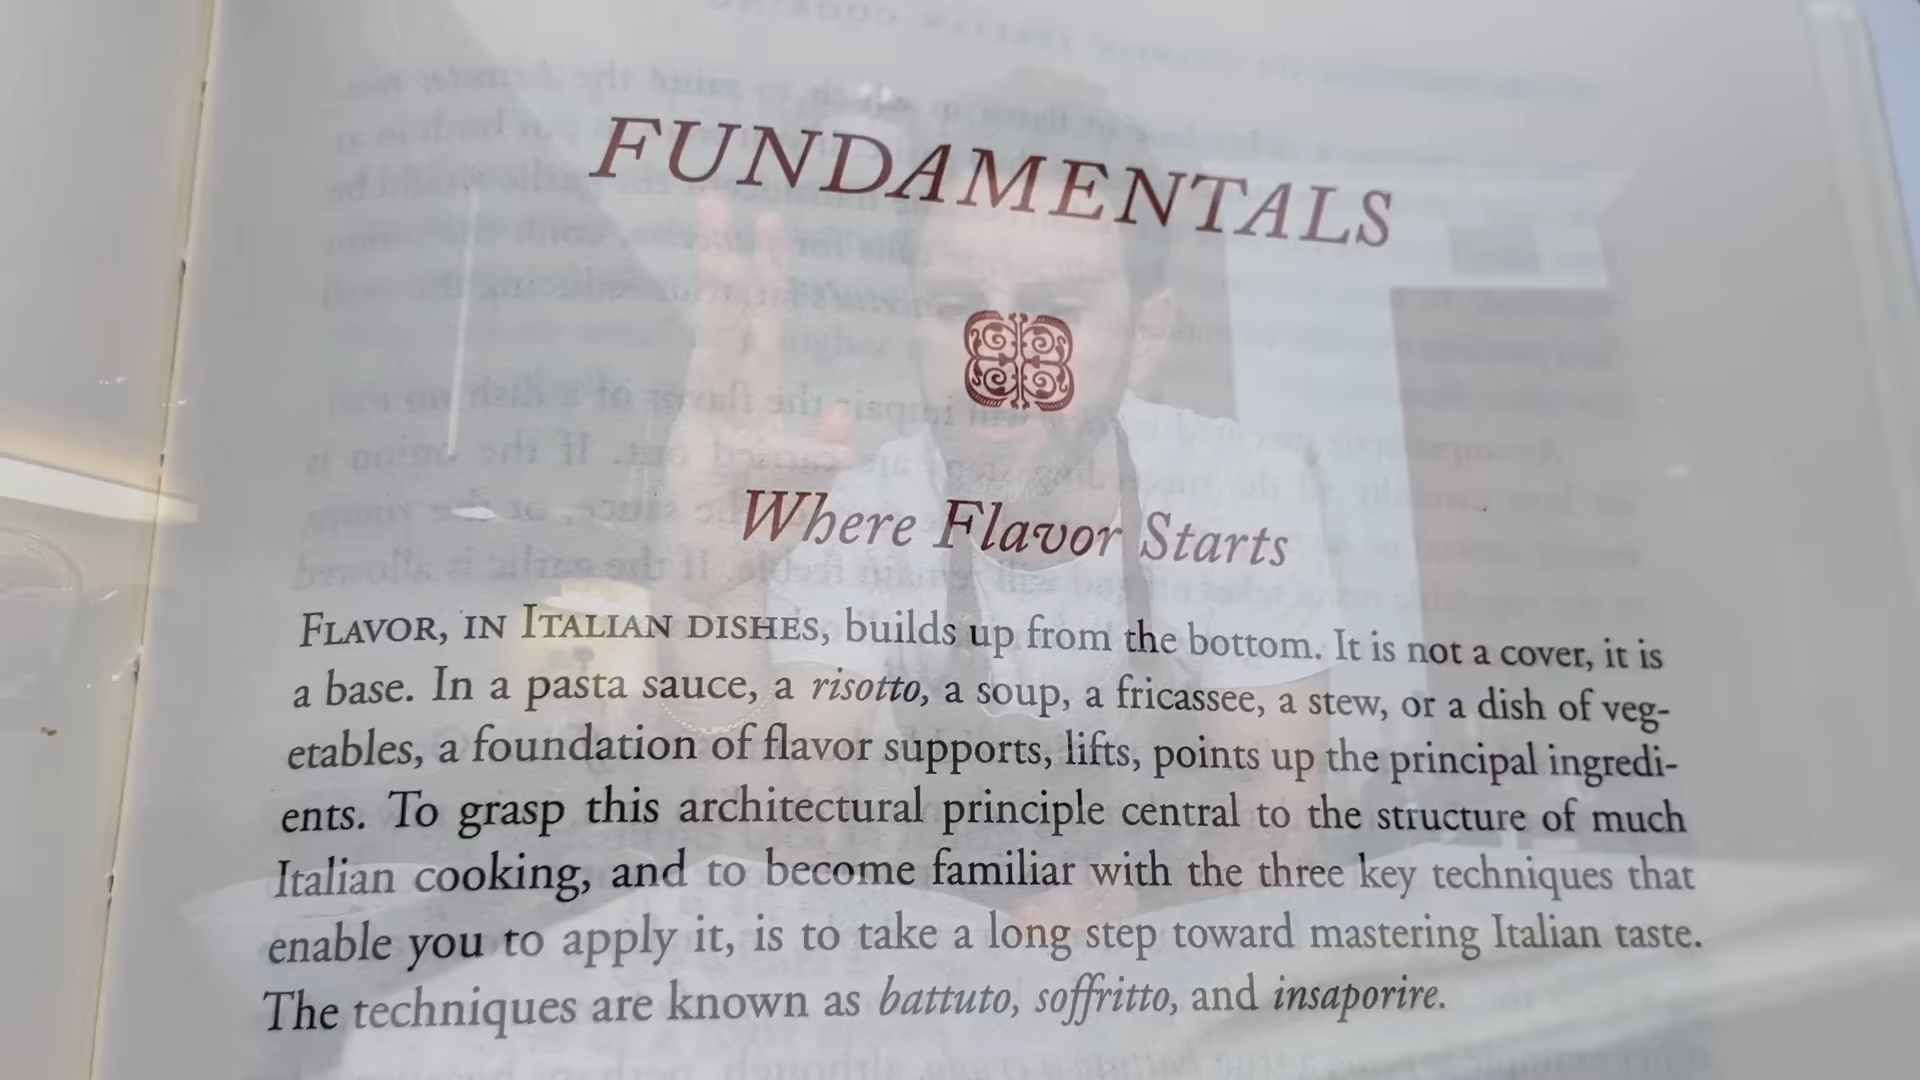 FUNDAMENTALS
Where Flavor Starts
FLAVOR, IN ITALIAN DISHES, builds up from the bottom. It is not a cover, it is
a base. In a pasta sauce, a risotto, a soup, a fricassee, a stew, or a dish of veg-
etables, a foundation of flavor supports, lifts, points up the principal ingredi-
ents. To grasp this architectural principle central to the structure of much
Italian cooking, and to become familiar with the three key techniques that
enable you to apply it, is to take a long step toward mastering Italian taste.
The techniques are known as battuto, soffritto, and insaporire.